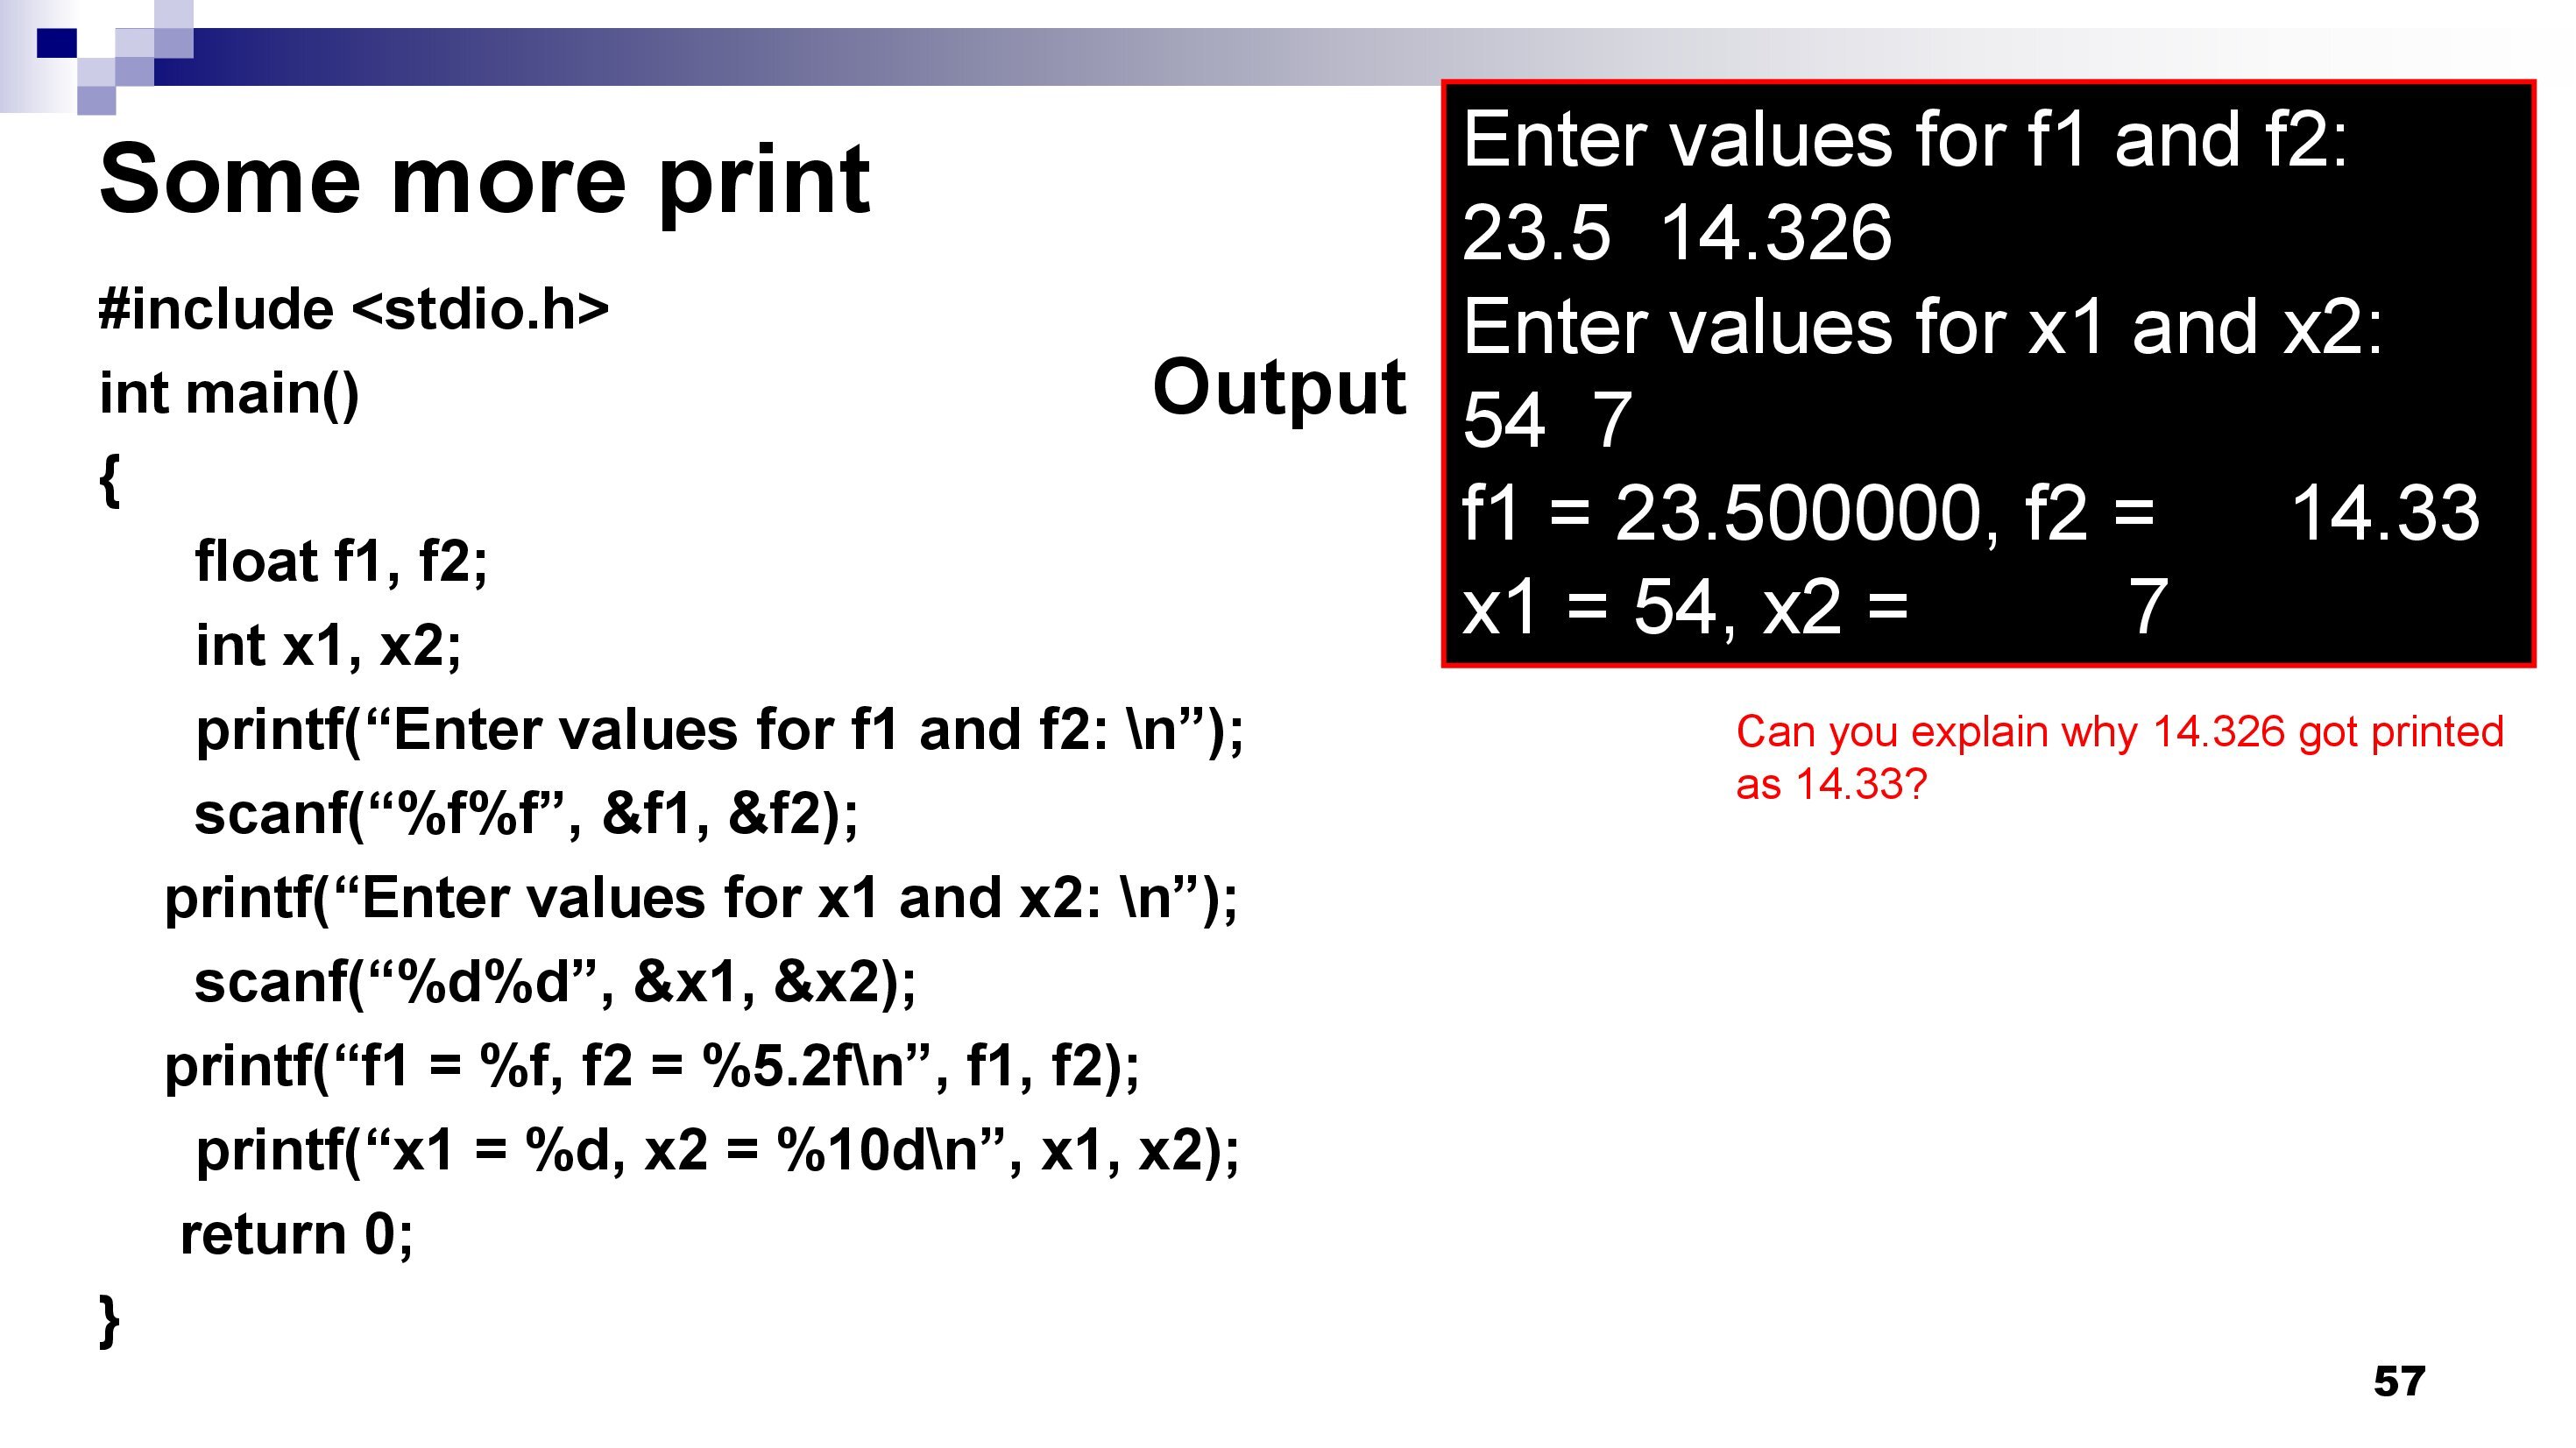 Some more print
#include <stdio.h>
int main()
{
float f1, f2;
int x1, x2;
printf(“Enter values for f1 and f2: \n”);
scanf(“%f%f”, &f1, &f2);
printf(“Enter values for x1 and x2: \n”);
scanf(“%d%d”, &x1, &x2);
printf(“f1 = %f, f2 = %5.2f\n”, f1, f2);
printf(“x1 = %d, x2 = %10d\n”, x1, x2);
return 0;
}
Output
Enter values for f1 and f2:
23.5  14.326
Enter values for x1 and x2:
54  7
f1 = 23.500000, f2 =      14.33
x1 = 54, x2 =          7
Can you explain why 14.326 got printed
as 14.33?
57